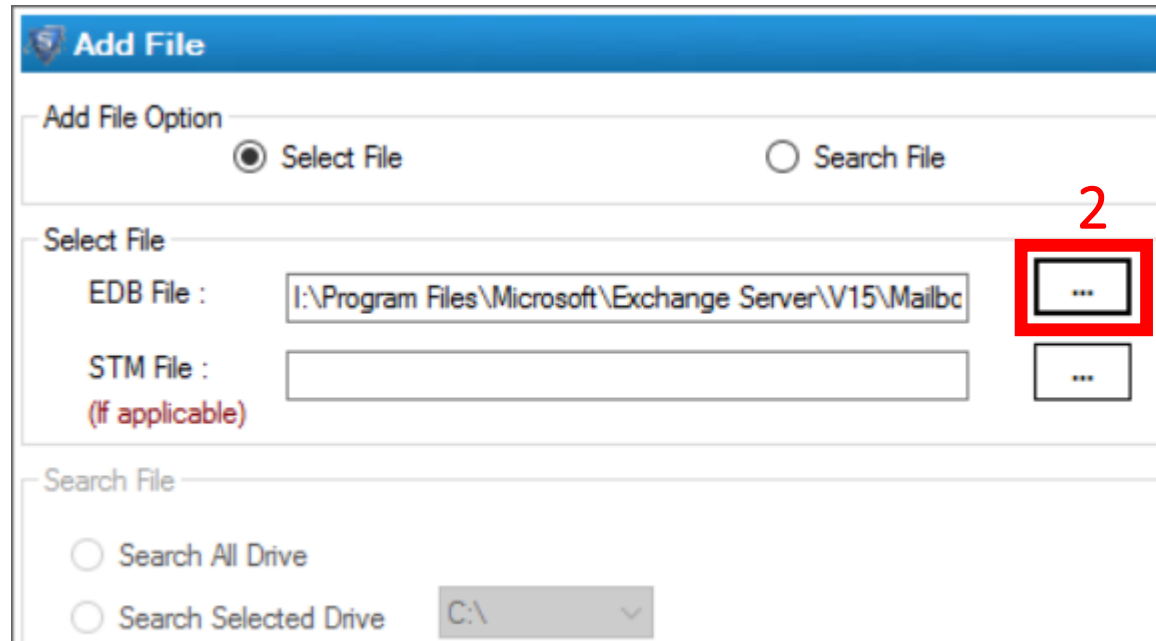 Add File
Add File Option
Select File
Search File
2
Select File
EDB File :
I:\Program Files\Microsoft\Exchange Server\V15\Mailbc
...
STM File :
...
(If applicable)
Search File
Search All Drive
Search Selected Drive
C:\